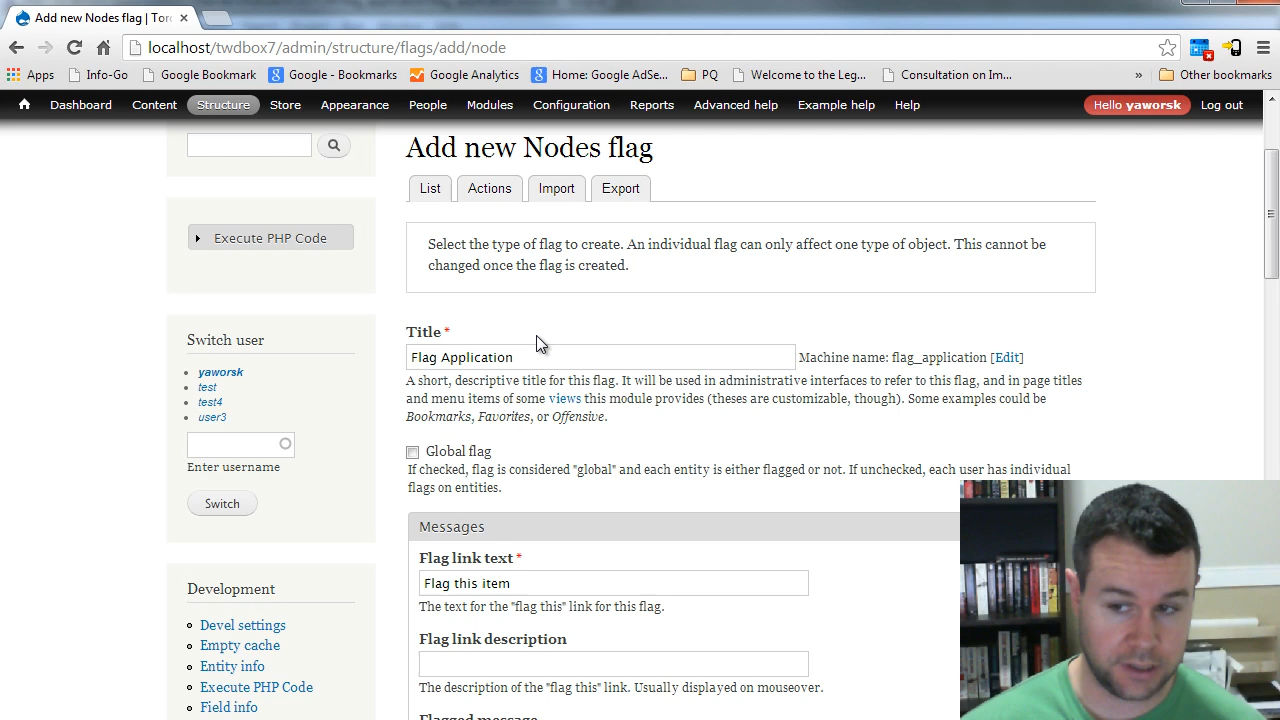 Add new Nodes flag | Toro
localhost/twdbox7/admin/structure/flags/add/node
Apps Info-Go Google Bookmark Google - Bookmarks Google Analytics Home: Google AdSe... PC Welcome to the Leg... Consultation on Im... » Other bookmarks
Dashboard Content Structure Store Appearance People Modules Configuration Reports Advanced help Example help Help Hello yaworsk Log out
Add new Nodes flag
List Actions Import Export
Execute PHP Code
Select the type of flag to create. An individual flag can only affect one type of object. This cannot be
changed once the flag is created.
Switch user
yaworsk
test
test4
user3
Enter username
Switch
Title *
Flag Application Machine name: flag_application [Edit]
A short, descriptive title for this flag. It will be used in administrative interfaces to refer to this flag, and in page titles
and menu items of some views this module provides (theses are customizable, though). Some examples could be
Bookmarks, Favorites, or Offensive.
Global flag
If checked, flag is considered "global" and each entity is either flagged or not. If unchecked, each user has individual
flags on entities.
Messages
Flag link text *
Flag this item
The text for the "flag this" link for this flag.
Flag link description
The description of the "flag this" link. Usually displayed on mouseover.
Flagged message
Development
Devel settings
Empty cache
Entity info
Execute PHP Code
Field info